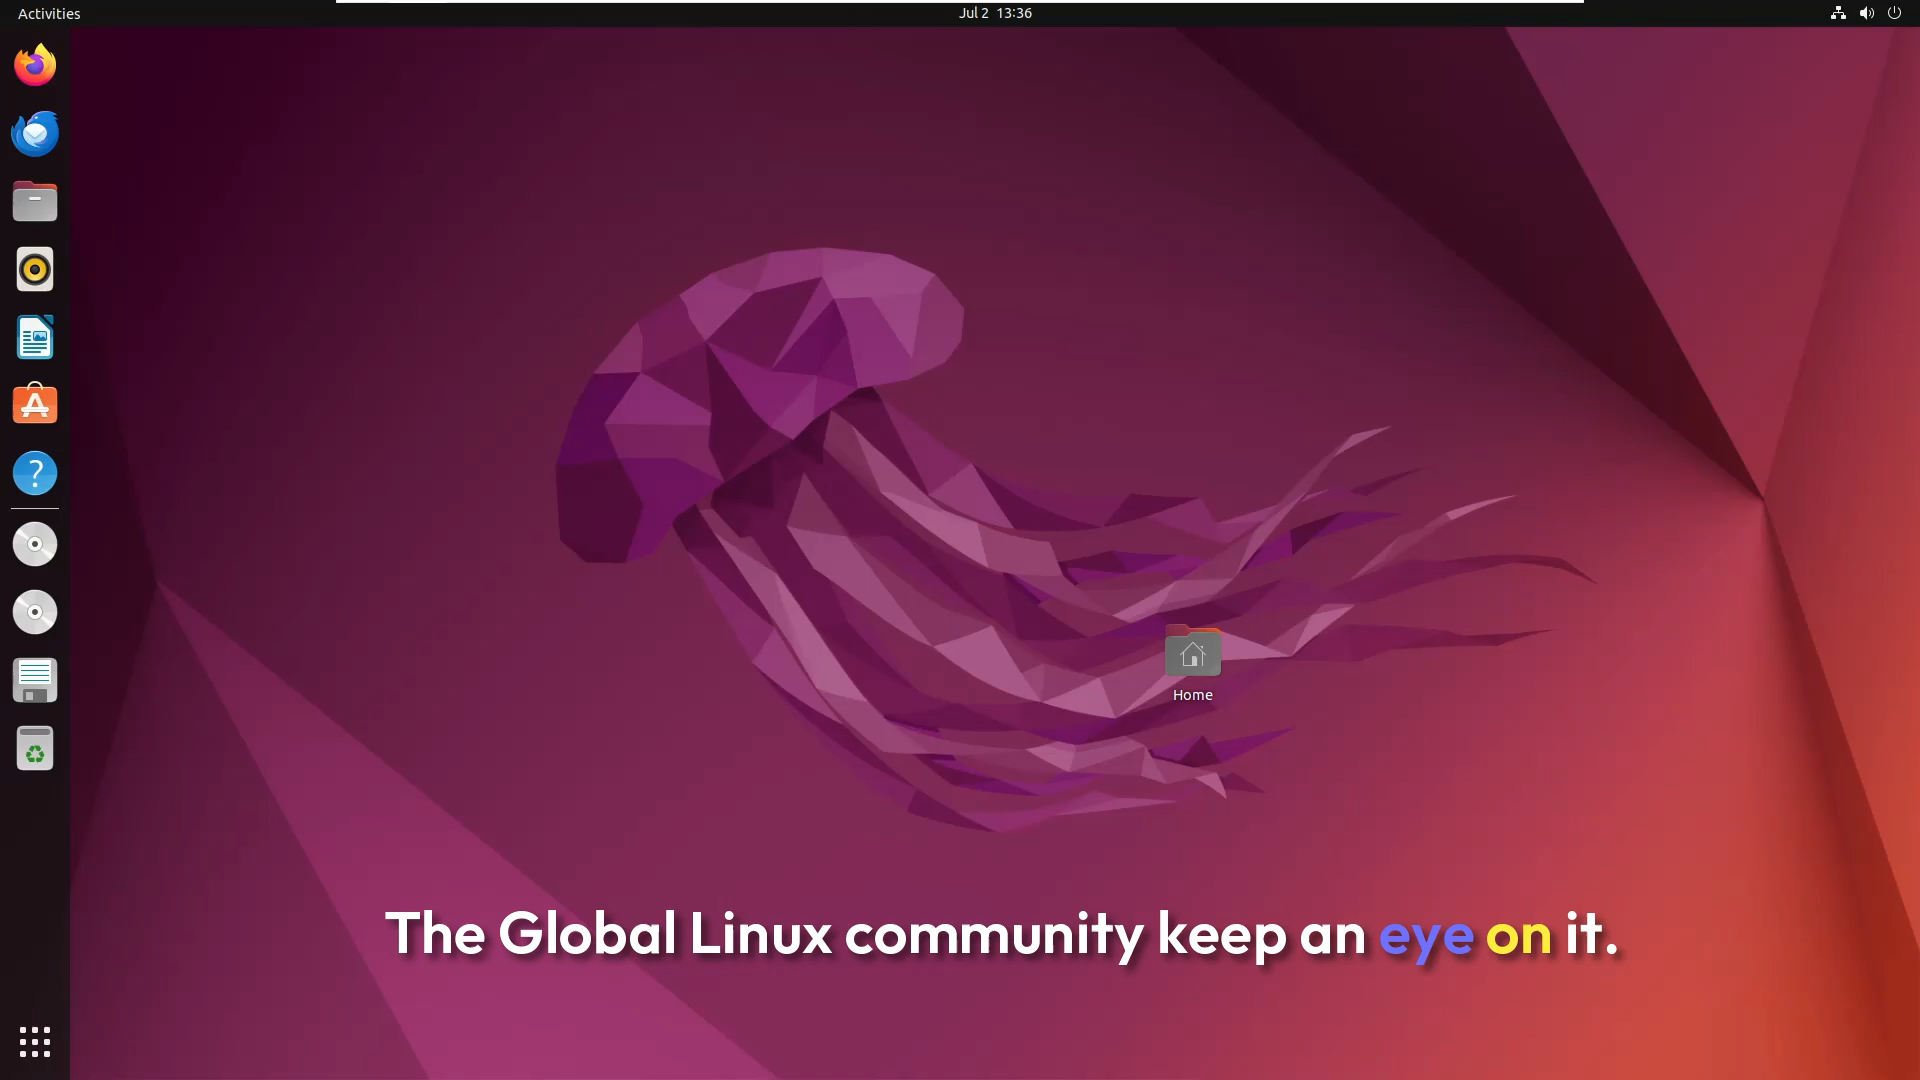 Activities
Jul 2 13:36
Home
The Global Linux community keep an eye on it.